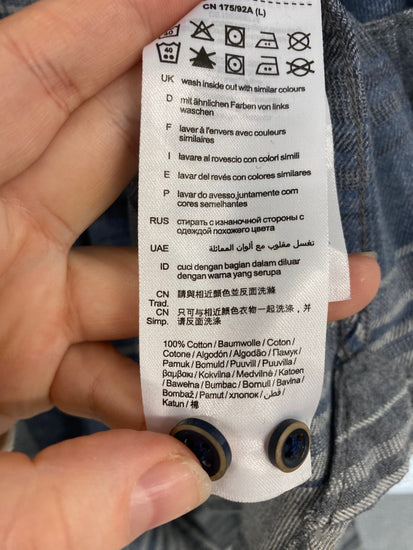 CN 175/92A (L)
UK wash inside out with similar colours
D mit ähnlichen Farben von links
waschen
F laver à l'envers avec couleurs
similaires
I lavare al rovescio con colori simili
E lavar del revés con colores similares
P lavar do avesso,juntamente com
cores semelhantes
RUS стирать с изнаночной стороны с
одеждой похожего цвета
UAE تغسل مقلوب مع ألوان المماثلة
ID cuci dengan bagian dalam diluar
dengan warna yang serupa
CN 請與相近顏色並反面洗滌
Trad.
CN 只可与相近颜色衣物一起洗涤，并
Simp. 请反面洗涤
100% Cotton / Baumwolle / Coton /
Cotone / Algodón / Algodão / Памук /
Pamuk / Bomuld / Puuvill / Puuvilla /
βαμβακι / Kokvilna / Medvilnė / Katoen
/ Bawełna / Bumbac / Bomull / Bavlna /
Bombaž / Pamut / хлопок / قطن /
Katun / 棉